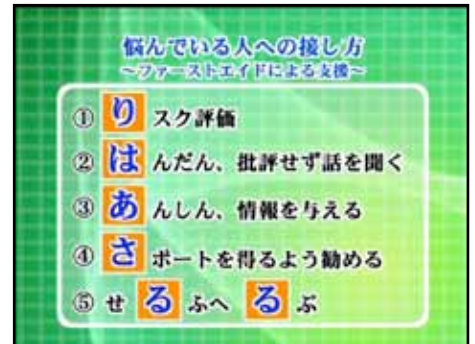 悩んでいる人への接し方
～ファーストエイドによる支援～
① りスク評価
② はんだん、批評せず話を聞く
③ あんしん、情報を与える
④ さポートを得るよう勧める
⑤ せるふへるぷ